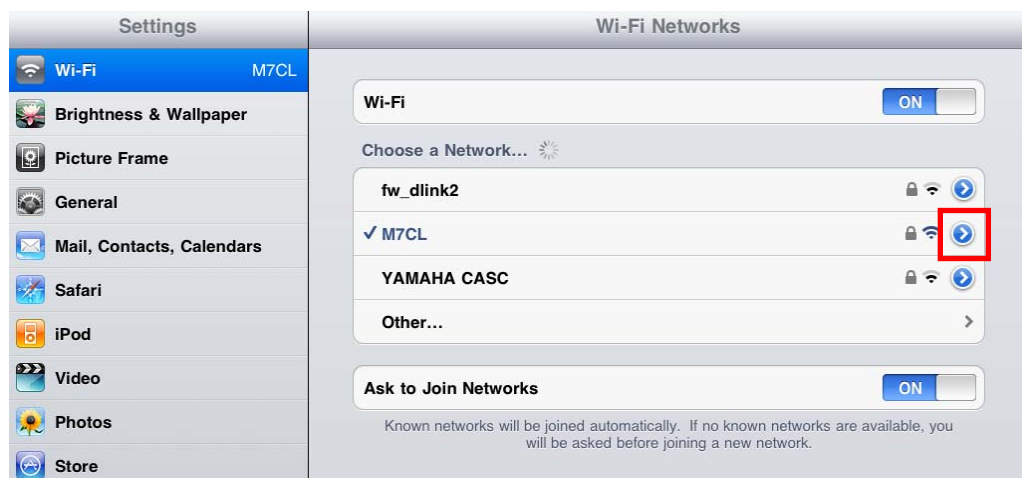 Settings
Wi-Fi M7CL
Brightness & Wallpaper
Picture Frame
General
Mail, Contacts, Calendars
Safari
iPod
Video
Photos
Store
Wi-Fi Networks
Wi-Fi ON
Choose a Network...
fw_dlink2
✓ M7CL
YAMAHA CASC
Other...
Ask to Join Networks ON
Known networks will be joined automatically. If no known networks are available, you
will be asked before joining a new network.